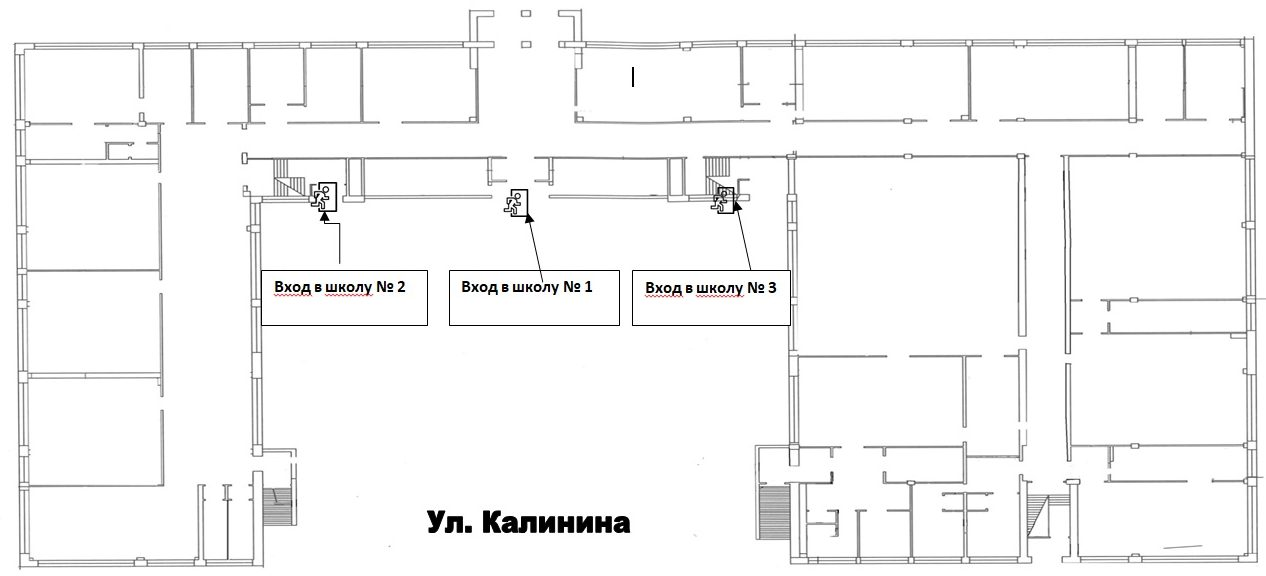 Вход в школу № 2
Вход в школу № 1
Вход в школу № 3
Ул. Калинина